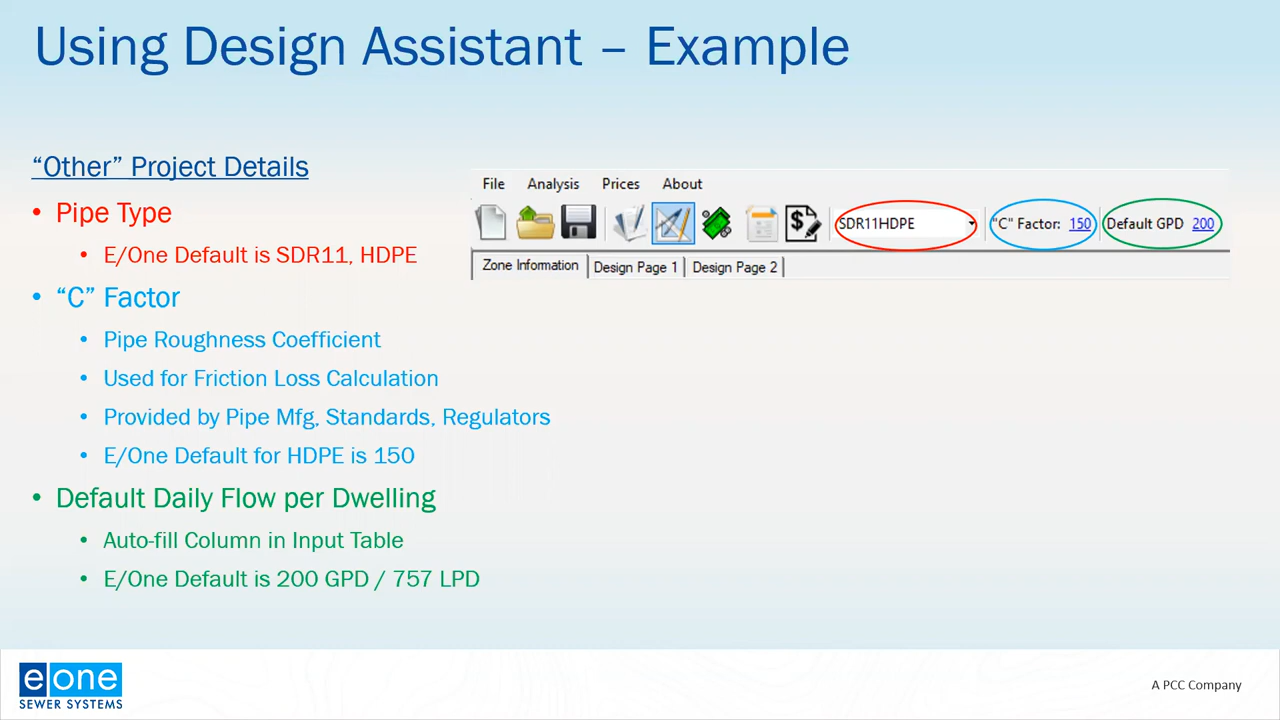 Using Design Assistant – Example
“Other” Project Details
• Pipe Type
• E/One Default is SDR11, HDPE
• “C” Factor
• Pipe Roughness Coefficient
• Used for Friction Loss Calculation
• Provided by Pipe Mfg, Standards, Regulators
• E/One Default for HDPE is 150
• Default Daily Flow per Dwelling
• Auto-fill Column in Input Table
• E/One Default is 200 GPD / 757 LPD
File Analysis Prices About
SDR11HDPE "C" Factor: 150 Default GPD 200
Zone Information Design Page 1 Design Page 2
eone
SEWER SYSTEMS
A PCC Company